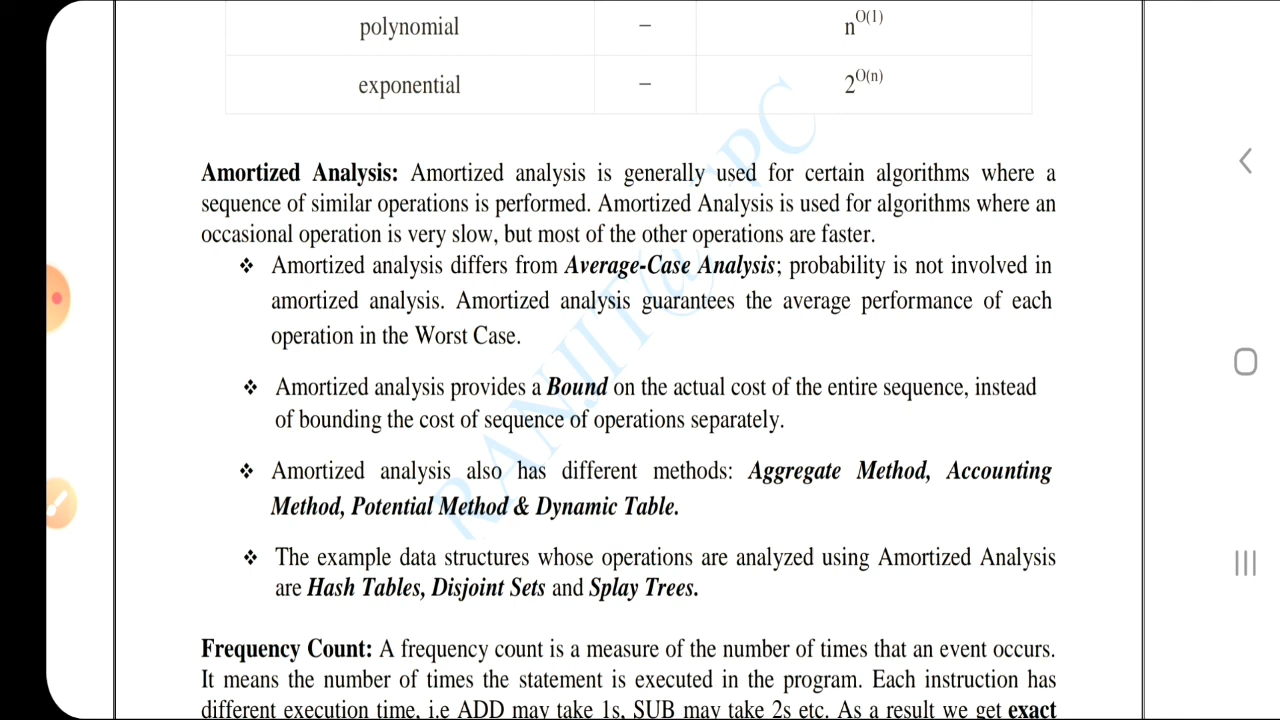 polynomial – n^O(1)
exponential – 2^O(n)
Amortized Analysis: Amortized analysis is generally used for certain algorithms where a
sequence of similar operations is performed. Amortized Analysis is used for algorithms where an
occasional operation is very slow, but most of the other operations are faster.
❖ Amortized analysis differs from Average-Case Analysis; probability is not involved in
amortized analysis. Amortized analysis guarantees the average performance of each
operation in the Worst Case.
❖ Amortized analysis provides a Bound on the actual cost of the entire sequence, instead
of bounding the cost of sequence of operations separately.
❖ Amortized analysis also has different methods: Aggregate Method, Accounting
Method, Potential Method & Dynamic Table.
❖ The example data structures whose operations are analyzed using Amortized Analysis
are Hash Tables, Disjoint Sets and Splay Trees.
Frequency Count: A frequency count is a measure of the number of times that an event occurs.
It means the number of times the statement is executed in the program. Each instruction has
different execution time, i.e ADD may take 1s, SUB may take 2s etc. As a result we get exact